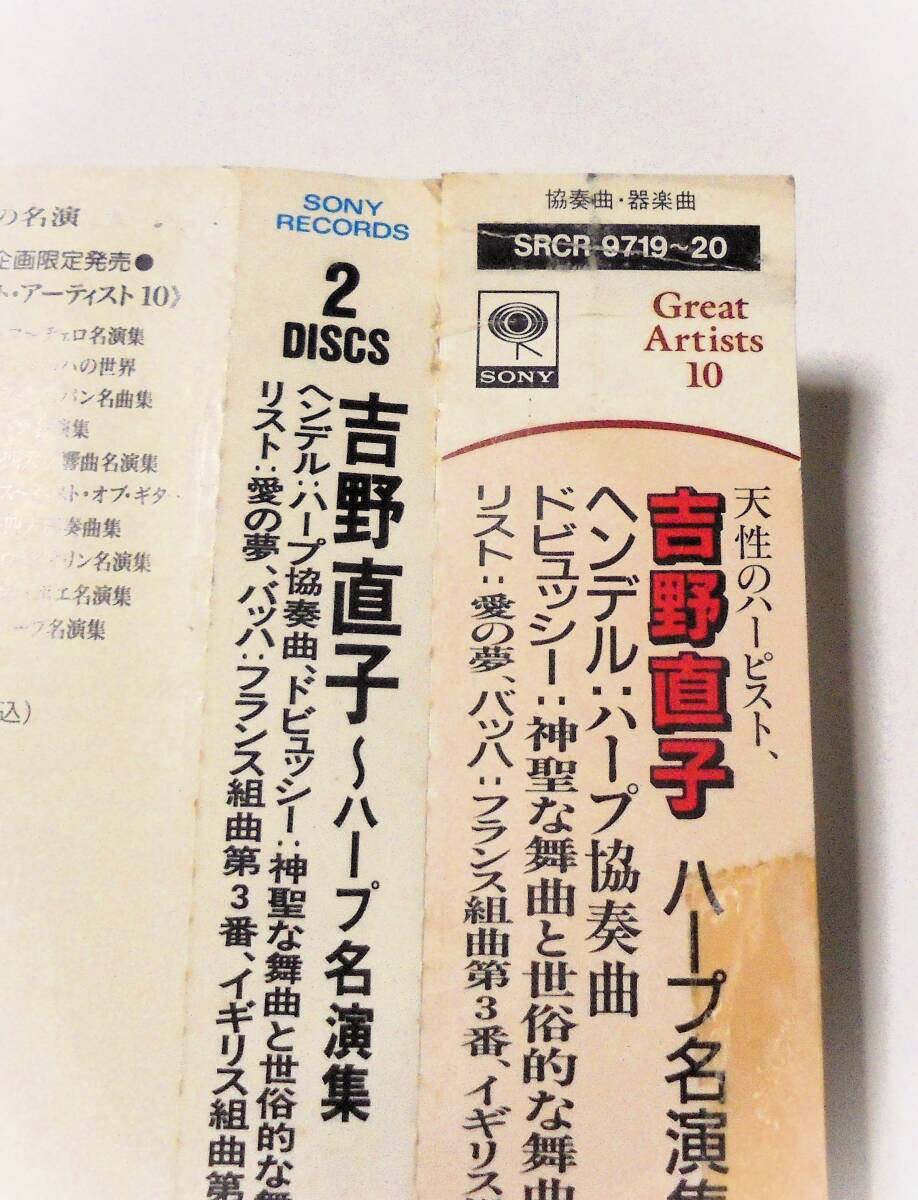 協奏曲・器楽曲
SRCR 9719~20
SONY
Great
Artists
10
天性のハーピスト、
吉野直子 ハープ名演集
ヘンデル:ハープ協奏曲
ドビュッシー:神聖な舞曲と世俗的な舞曲
リスト:愛の夢、バッハ:フランス組曲第3番、イギリス
SONY
RECORDS
2
DISCS
吉野直子~ハープ名演集
ヘンデル:ハープ協奏曲、ドビュッシー:神聖な舞曲と世俗的な舞
リスト:愛の夢、バッハ:フランス組曲第3番、イギリス組曲第
の名演
企画限定発売●
ト・アーティスト10》
チェロ名演集
ハの世界
パン名曲集
演集
響曲名演集
スト・オブ・ギタ
奏曲集
リン名演集
エ名演集
ープ名演集
込)